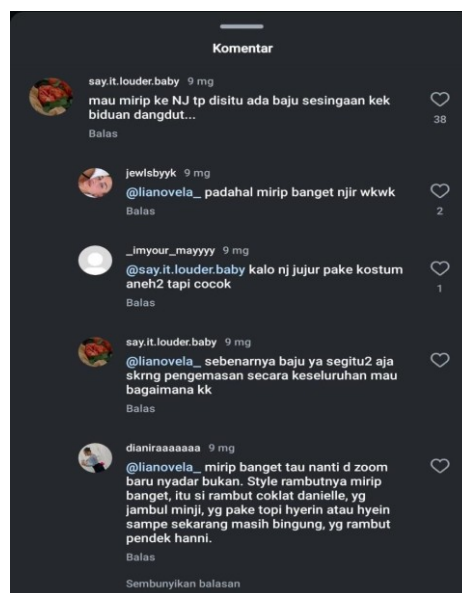 Komentar
say.it.louder.baby 9 mg
mau mirip ke NJ tp disitu ada baju sesingaan kek
biduan dangdut...
38
Balas
jewlsbyyk 9 mg
@lianovela_ padahal mirip banget njir wkwk
Balas
2
_imyour_mayyyy 9 mg
@say.it.louder.baby kalo nj jujur pake kostum
aneh2 tapi cocok
1
Balas
say.it.louder.baby 9 mg
@lianovela_ sebenarnya baju ya segitu2 aja
skrng pengemasan secara keseluruhan mau
bagaimana kk
Balas
dianiraaaaaaa 9 mg
@lianovela_ mirip banget tau nanti d zoom
baru nyadar bukan. Style rambutnya mirip
banget, itu si rambut coklat danielle, yg
jambul minji, yg pake topi hyerin atau hyein
sampe sekarang masih bingung, yg rambut
pendek hanni.
Balas
Sembunyikan balasan